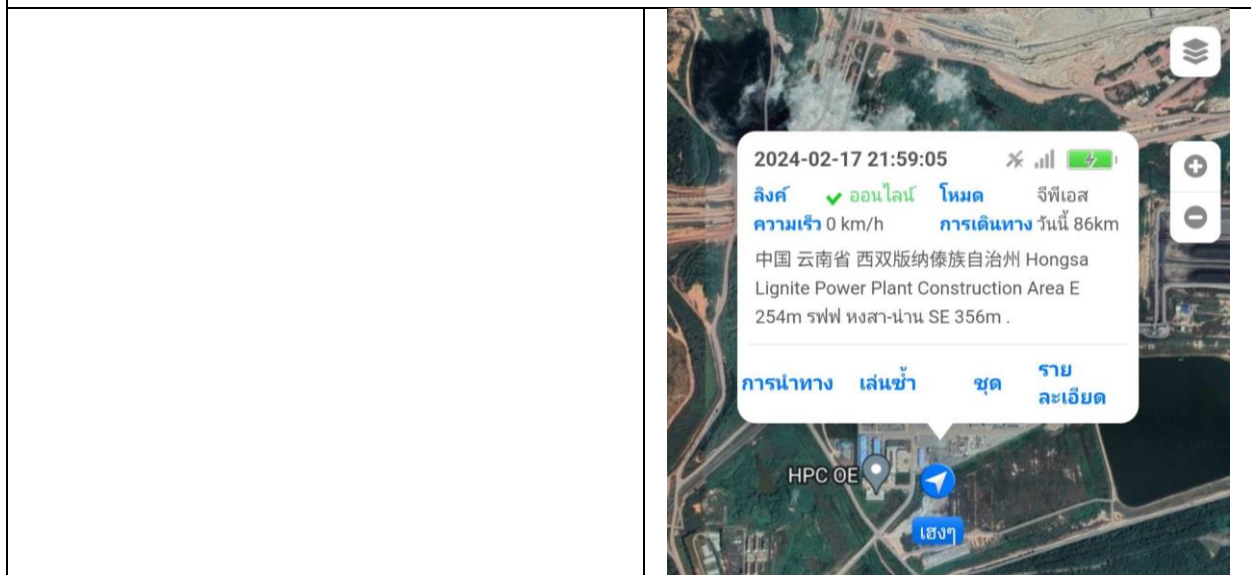 2024-02-17 21:59:05
ลิงค์ ออนไลน์ โหมด จีพีเอส
ความเร็ว 0 km/h การเดินทาง วันนี้ 86km
中国 云南省 西双版纳傣族自治州 Hongsa
Lignite Power Plant Construction Area E
254m รฟฟ หงสา-น่าน SE 356m .
การนำทาง เล่นซ้ำ ชุด ราย
ละเอียด
HPC OE
เฮงๆ